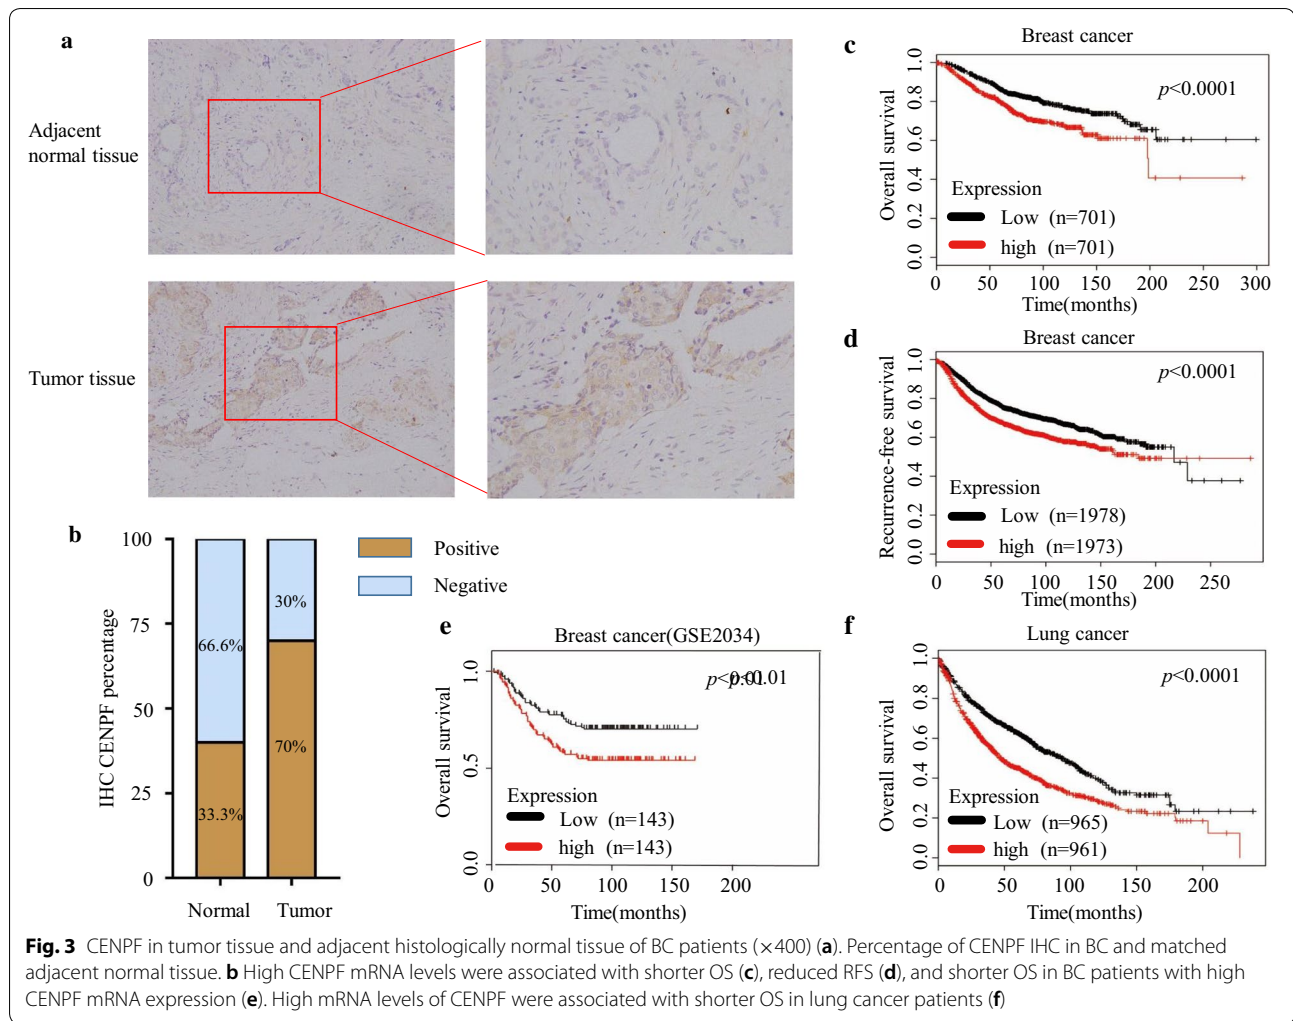 a
Adjacent
normal tissue
Tumor tissue
b
100
75
50
25
0
IHC CENPF percentage
66.6%
33.3%
30%
70%
Normal Tumor
Positive
Negative
c
Breast cancer
p<0.0001
Overall survival
1.0
0.8
0.6
0.4
0.2
0.0
Expression
Low (n=701)
high (n=701)
0 50 100 150 200 250 300
Time(months)
d
Breast cancer
p<0.0001
Recurrence-free survival
1.0
0.8
0.6
0.4
0.2
0.0
Expression
Low (n=1978)
high (n=1973)
0 50 100 150 200 250
Time(months)
e
Breast cancer(GSE2034)
Overall survival
1.0
0.5
0.0
Expression
Low (n=143)
high (n=143)
0 50 100 150 200
Time(months)
f
Lung cancer
p<0.0001
Overall survival
1.0
0.8
0.6
0.4
0.2
0.0
Expression
Low (n=965)
high (n=961)
0 50 100 150 200
Time(months)
Fig. 3 CENPF in tumor tissue and adjacent histologically normal tissue of BC patients (×400) (a). Percentage of CENPF IHC in BC and matched
adjacent normal tissue. b High CENPF mRNA levels were associated with shorter OS (c), reduced RFS (d), and shorter OS in BC patients with high
CENPF mRNA expression (e). High mRNA levels of CENPF were associated with shorter OS in lung cancer patients (f)